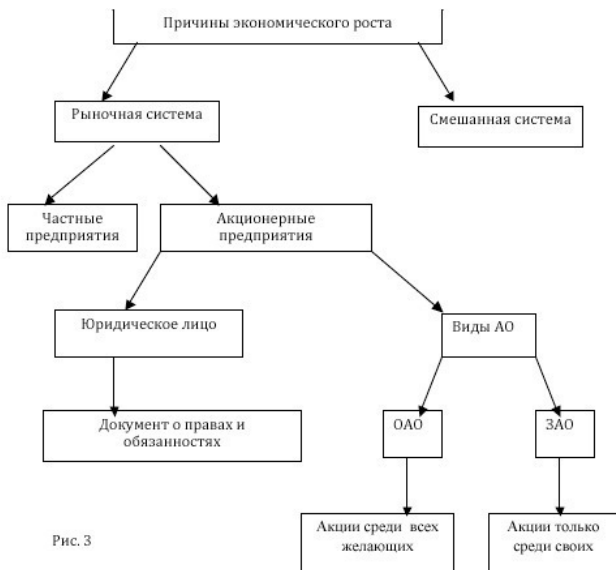 Причины экономического роста
Рыночная система
Смешанная система
Частные
предприятия
Акционерные
предприятия
Юридическое лицо
Виды АО
Документ о правах и
обязанностях
ОАО
ЗАО
Акции среди всех
желающих
Акции только
среди своих
Рис. 3